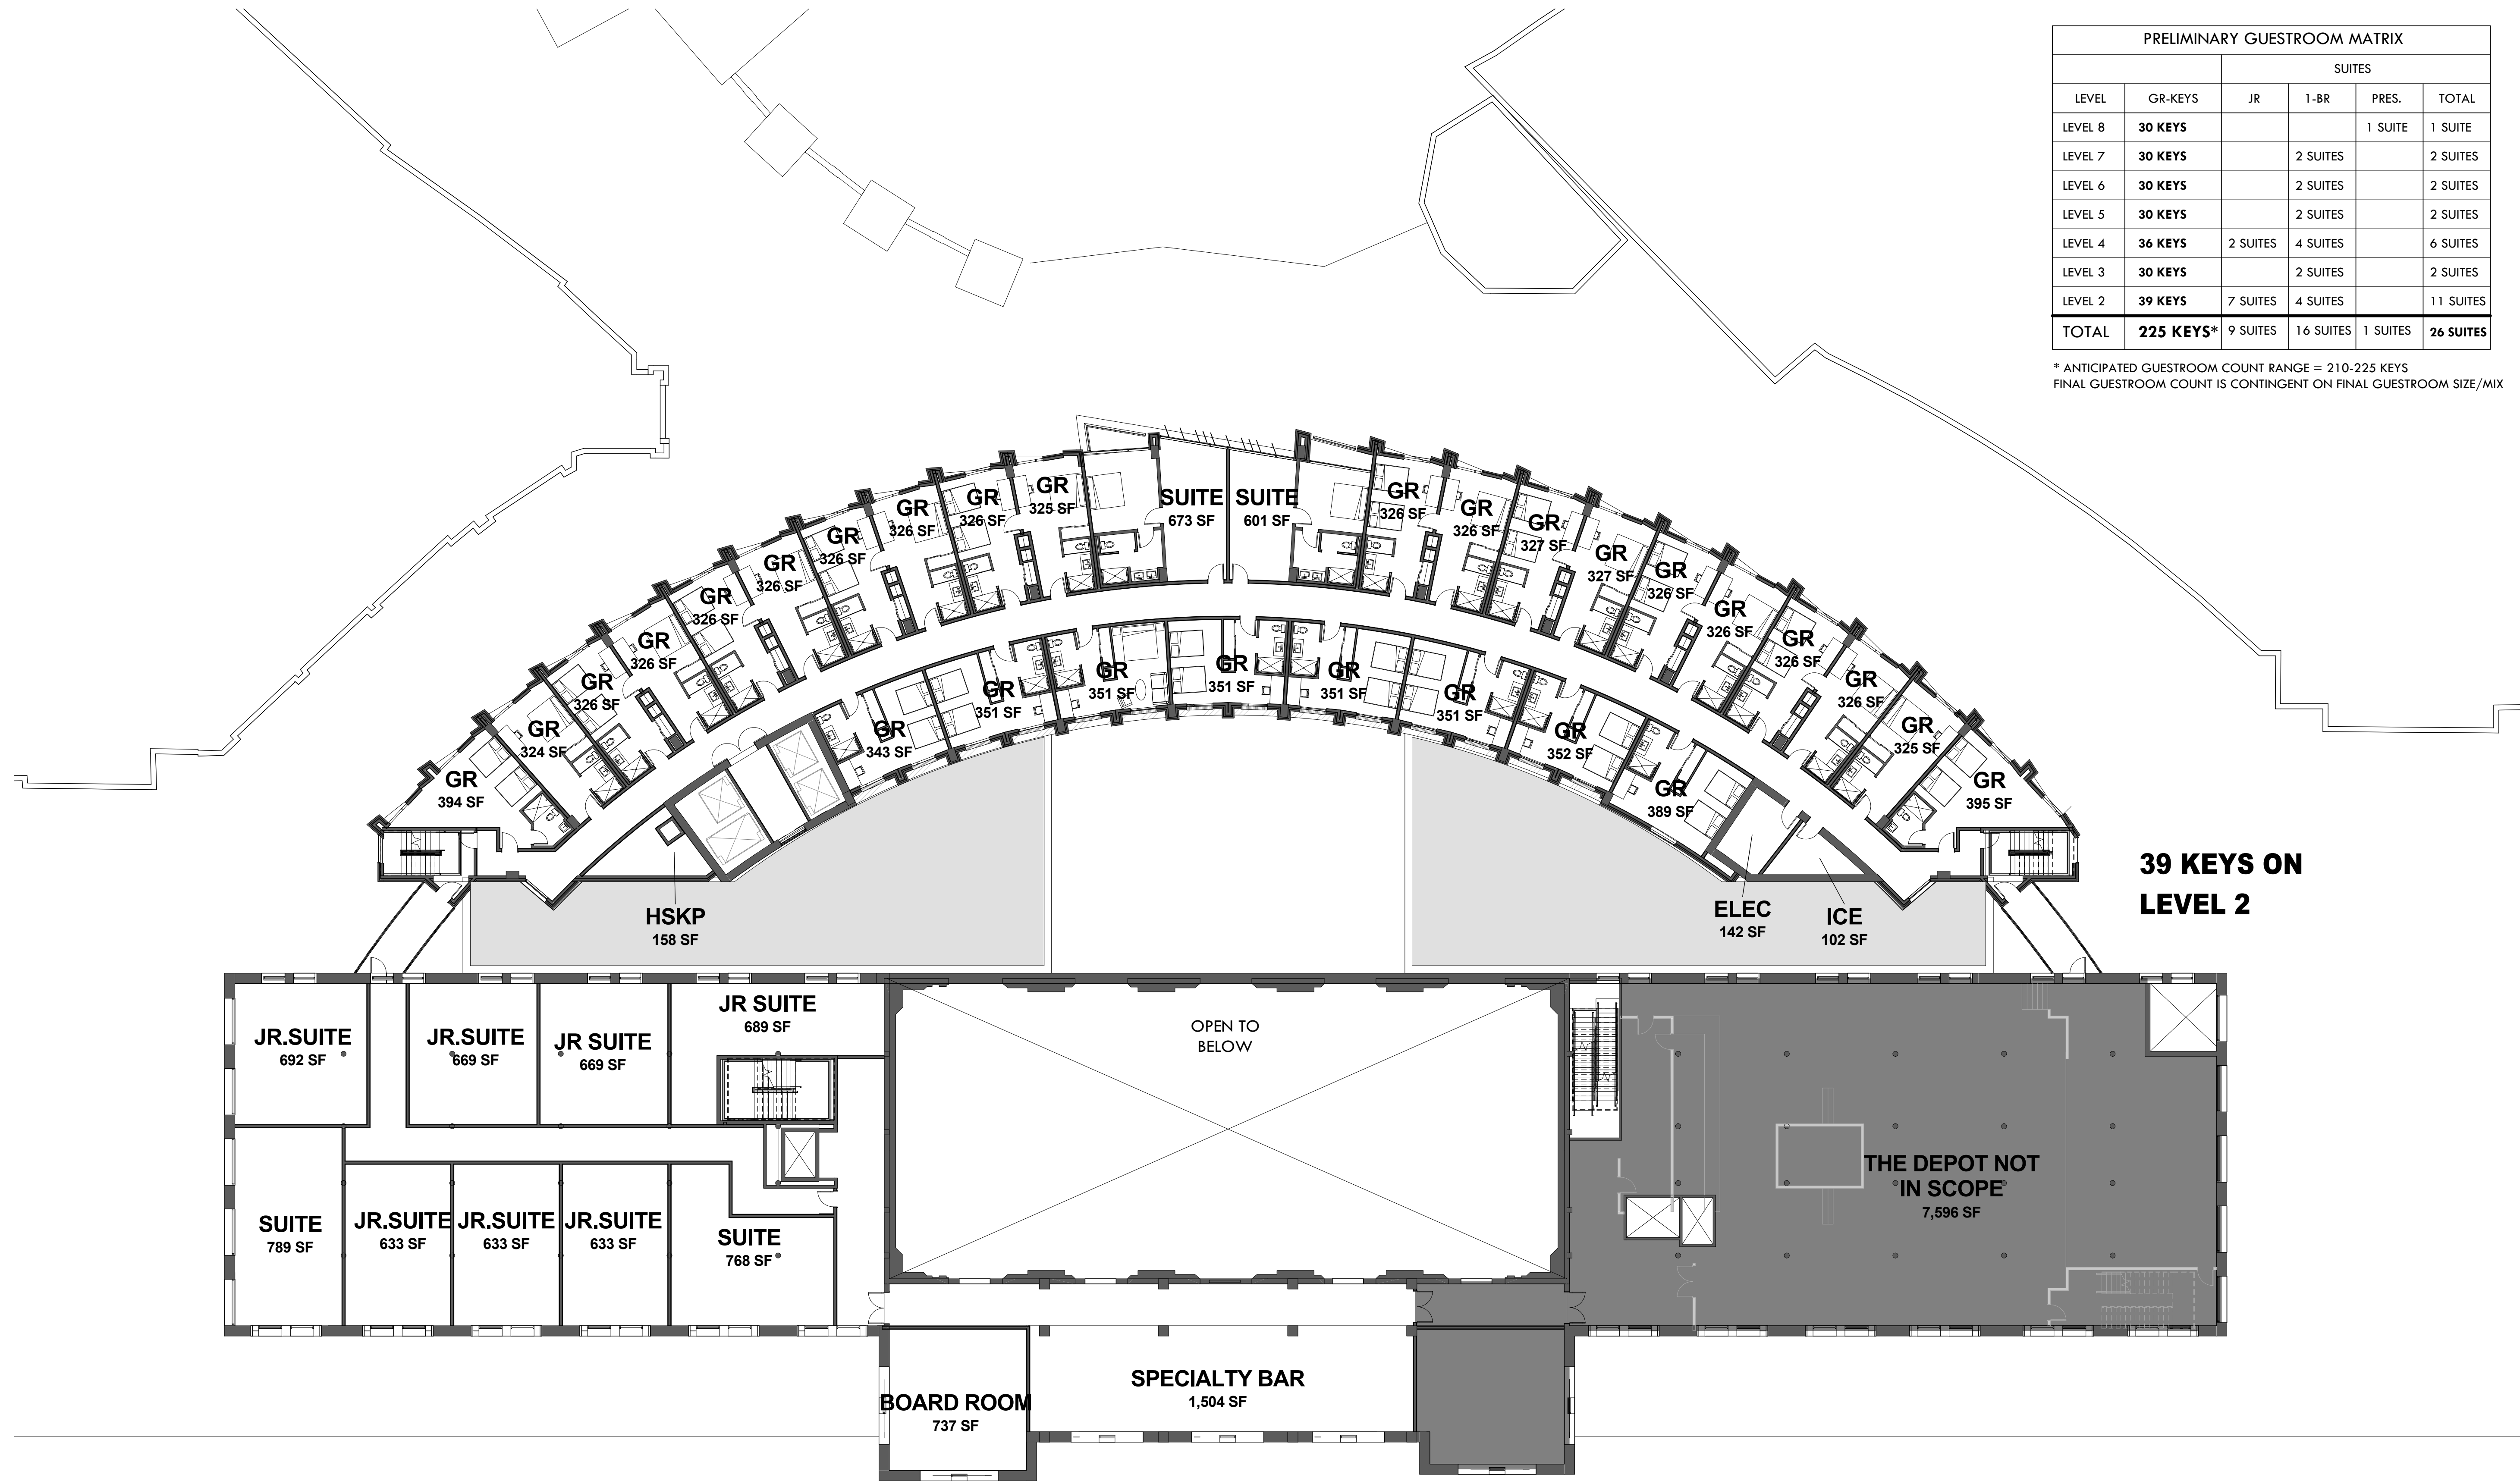 PRELIMINARY GUESTROOM MATRIX
SUITES
LEVEL GR-KEYS JR 1-BR PRES. TOTAL
LEVEL 8 30 KEYS 1 SUITE 1 SUITE
LEVEL 7 30 KEYS 2 SUITES 2 SUITES
LEVEL 6 30 KEYS 2 SUITES 2 SUITES
LEVEL 5 30 KEYS 2 SUITES 2 SUITES
LEVEL 4 36 KEYS 2 SUITES 4 SUITES 6 SUITES
LEVEL 3 30 KEYS 2 SUITES 2 SUITES
LEVEL 2 39 KEYS 7 SUITES 4 SUITES 11 SUITES
TOTAL 225 KEYS* 9 SUITES 16 SUITES 1 SUITES 26 SUITES
* ANTICIPATED GUESTROOM COUNT RANGE = 210-225 KEYS
FINAL GUESTROOM COUNT IS CONTINGENT ON FINAL GUESTROOM SIZE/MIX
GR
394 SF
GR
324 SF
GR
326 SF
GR
326 SF
GR
326 SF
GR
326 SF
GR
326 SF
GR
326 SF
GR
326 SF
GR
325 SF
SUITE
673 SF
SUITE
601 SF
GR
326 SF
GR
326 SF
GR
327 SF
GR
327 SF
GR
326 SF
GR
326 SF
GR
326 SF
GR
326 SF
GR
325 SF
GR
395 SF
GR
343 SF
GR
351 SF
GR
351 SF
GR
351 SF
GR
351 SF
GR
351 SF
GR
352 SF
GR
389 SF
39 KEYS ON
LEVEL 2
HSKP
158 SF
ELEC
142 SF
ICE
102 SF
JR.SUITE
692 SF
JR.SUITE
669 SF
JR SUITE
669 SF
JR SUITE
689 SF
OPEN TO
BELOW
THE DEPOT NOT
IN SCOPE
7,596 SF
SUITE
789 SF
JR.SUITE
633 SF
JR.SUITE
633 SF
JR.SUITE
633 SF
SUITE
768 SF
BOARD ROOM
737 SF
SPECIALTY BAR
1,504 SF